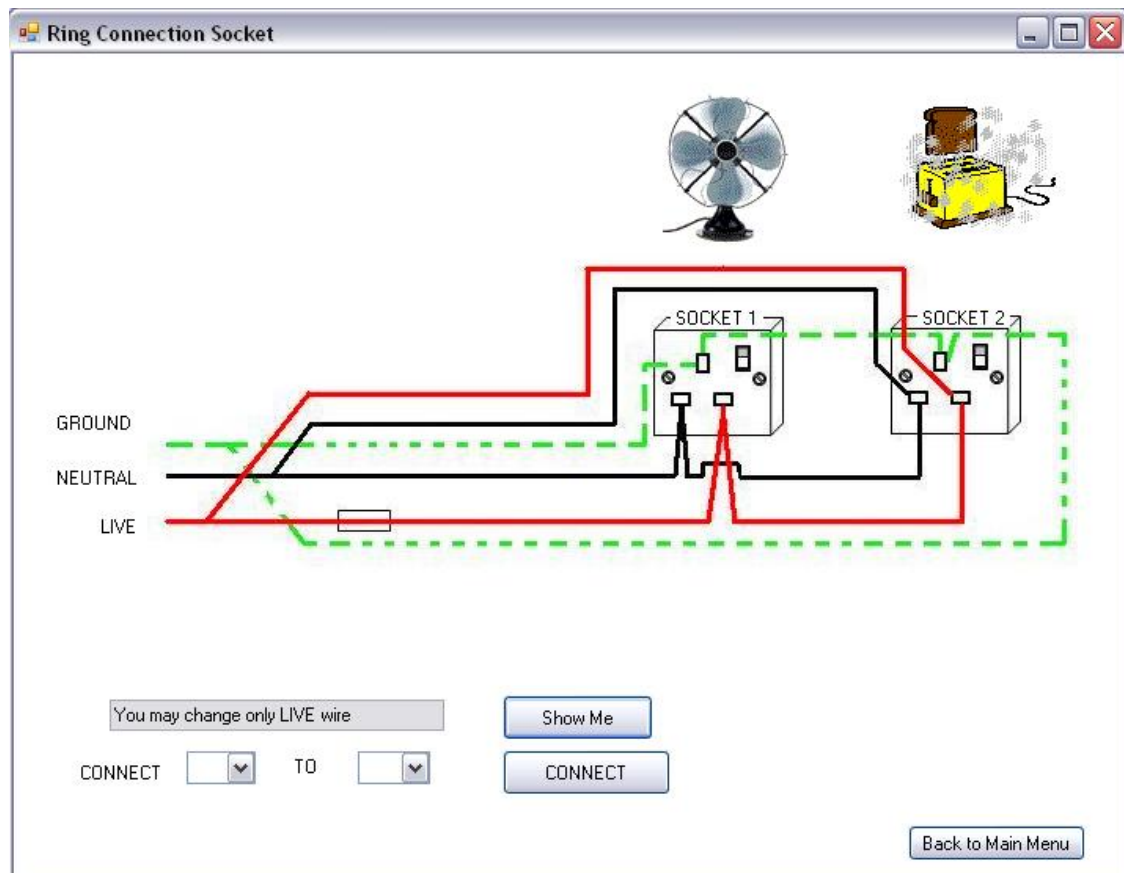 Ring Connection Socket
SOCKET 1
SOCKET 2
GROUND
NEUTRAL
LIVE
You may change only LIVE wire
Show Me
CONNECT
TO
CONNECT
Back to Main Menu